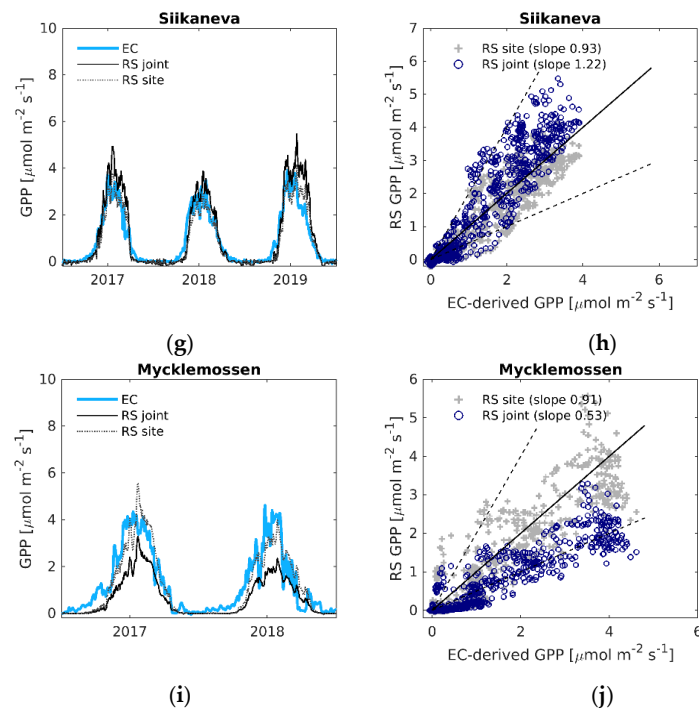 Siikaneva
10
8
6
4
2
0
GPP [μmol m-2 s-1]
EC
RS joint
RS site
2017
2018
2019
(g)
Siikaneva
7
6
5
4
3
2
1
0
RS GPP [μmol m-2 s-1]
RS site (slope 0.93)
RS joint (slope 1.22)
0
2
4
6
EC-derived GPP [μmol m-2 s-1]
(h)
Mycklemossen
10
8
6
4
2
0
GPP [μmol m-2 s-1]
EC
RS joint
RS site
2017
2018
(i)
Mycklemossen
6
5
4
3
2
1
0
RS GPP [μmol m-2 s-1]
RS site (slope 0.91)
RS joint (slope 0.53)
0
2
4
6
EC-derived GPP [μmol m-2 s-1]
(j)